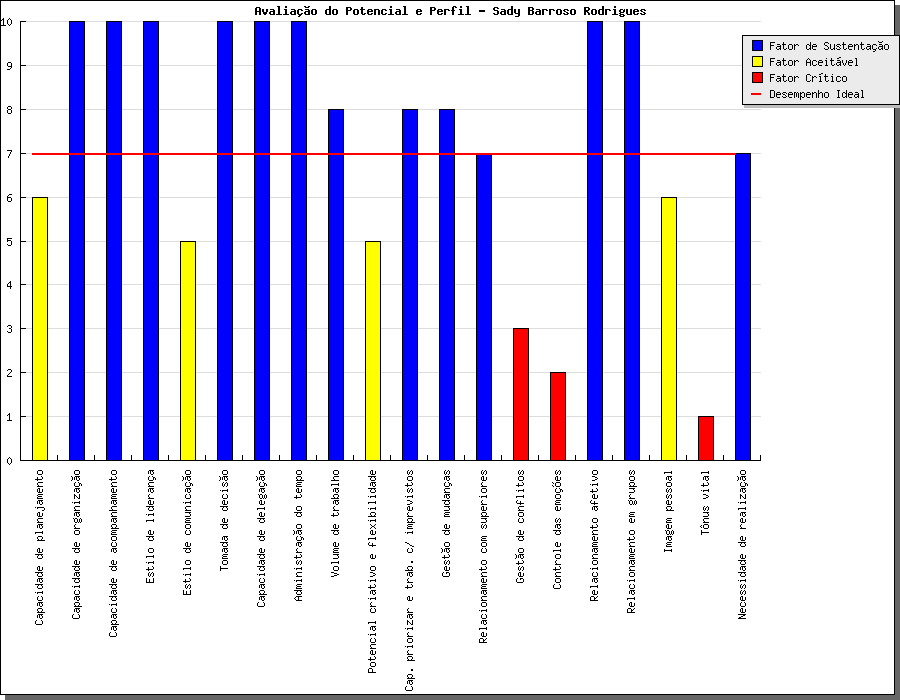 Avaliação do Potencial e Perfil - Sady Barroso Rodrigues
Fator de Sustentação
Fator Aceitável
Fator Crítico
Desempenho Ideal
10
9
8
7
6
5
4
3
2
1
0
Capacidade de planejamento
Capacidade de organização
Capacidade de acompanhamento
Estilo de liderança
Estilo de comunicação
Tomada de decisão
Capacidade de delegação
Administração do tempo
Volume de trabalho
Potencial criativo e flexibilidade
Cap. priorizar e trab. c/ imprevistos
Gestão de mudanças
Relacionamento com superiores
Gestão de conflitos
Controle das emoções
Relacionamento afetivo
Relacionamento em grupos
Imagem pessoal
Tônus vital
Necessidade de realização